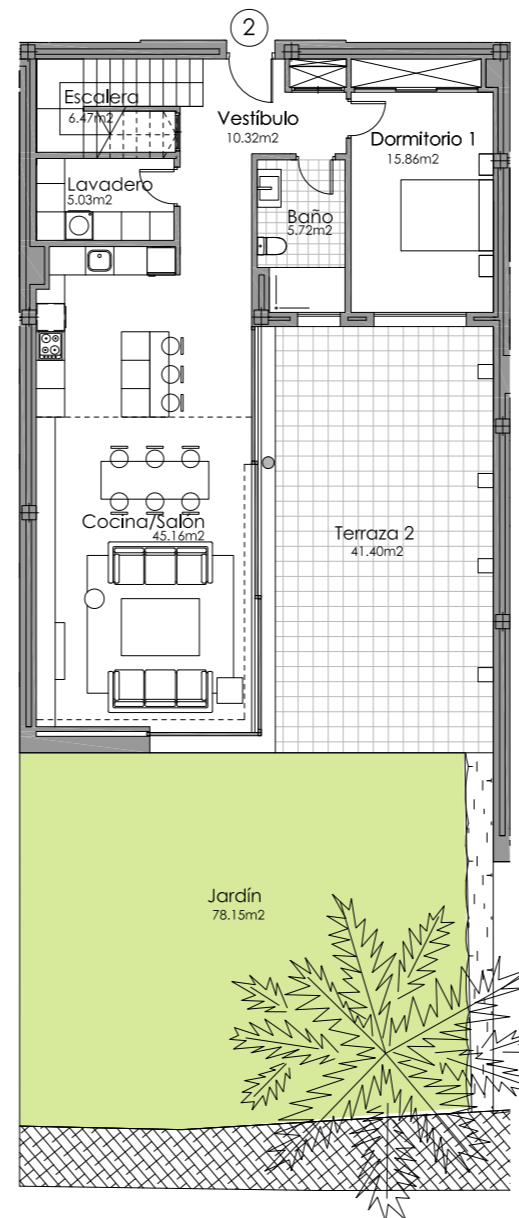 2
Escalera
6.47m2
Vestíbulo
10.32m2
Dormitorio 1
15.86m2
Lavadero
5.03m2
Baño
5.72m2
Cocina/Salón
45.16m2
Terraza 2
41.40m2
Jardín
78.15m2